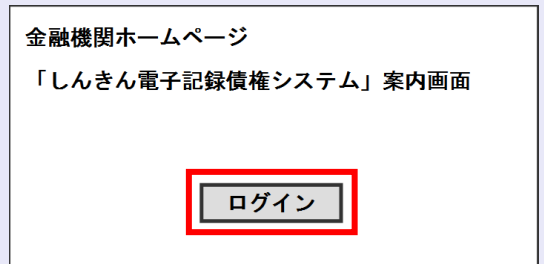 金融機関ホームページ
「しんきん電子記録債権システム」案内画面
ログイン